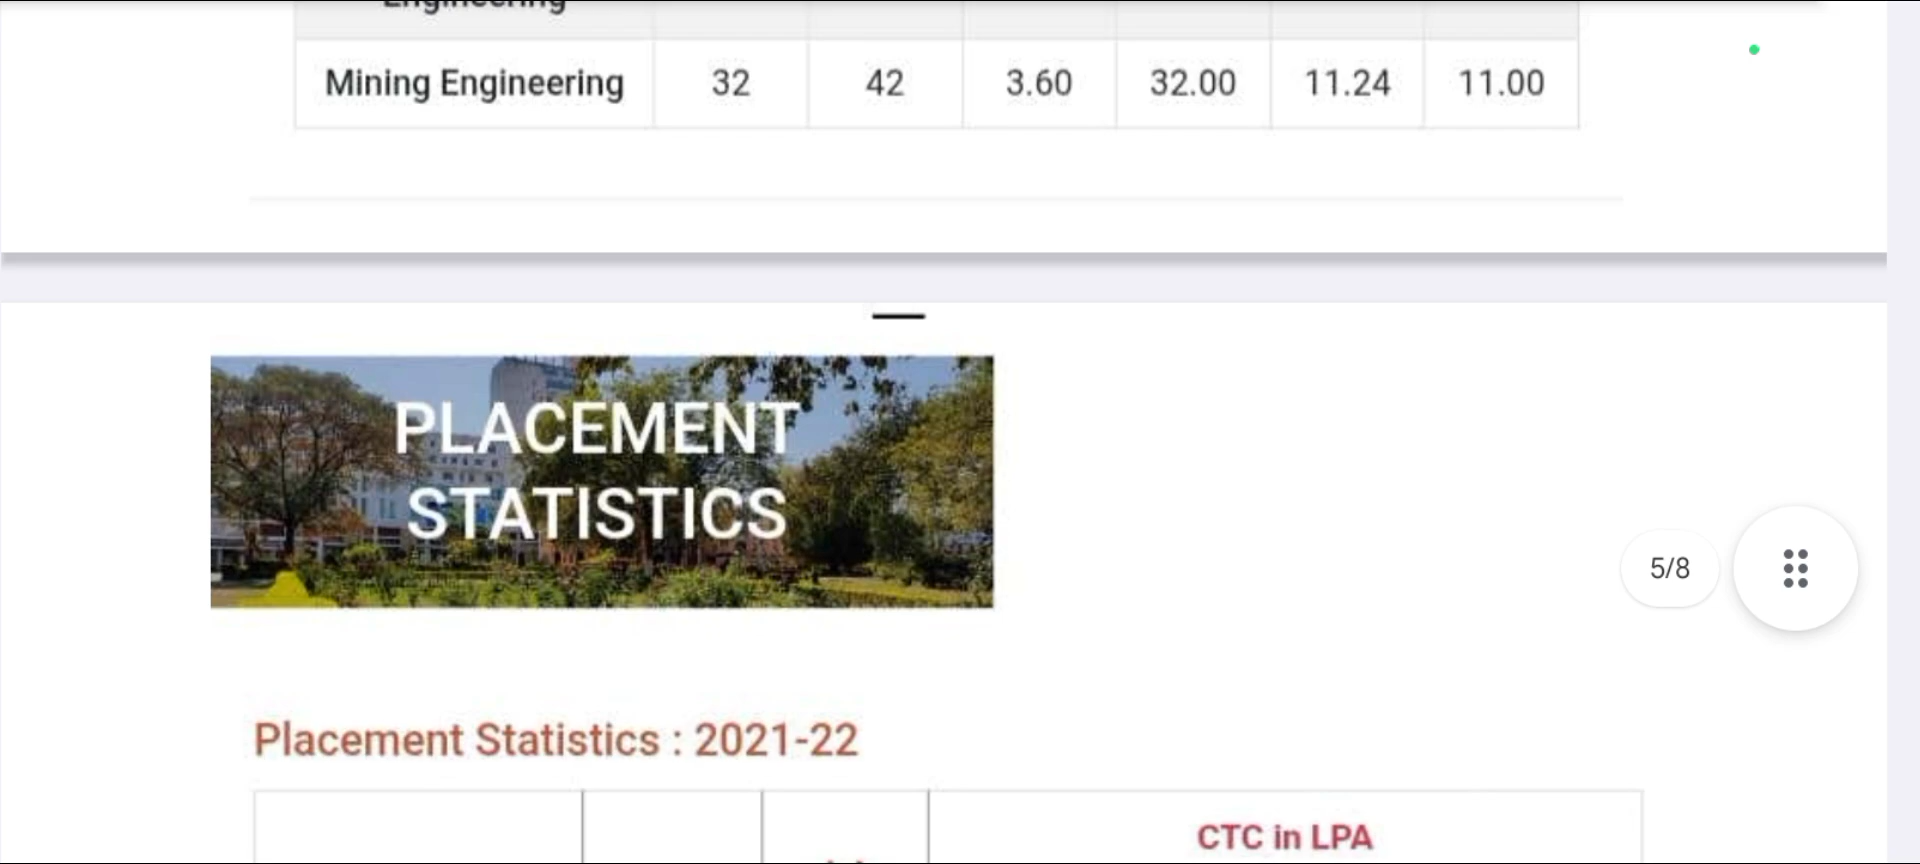 Engineering
Mining Engineering 32 42 3.60 32.00 11.24 11.00
PLACEMENT
STATISTICS
5/8
Placement Statistics : 2021-22
CTC in LPA